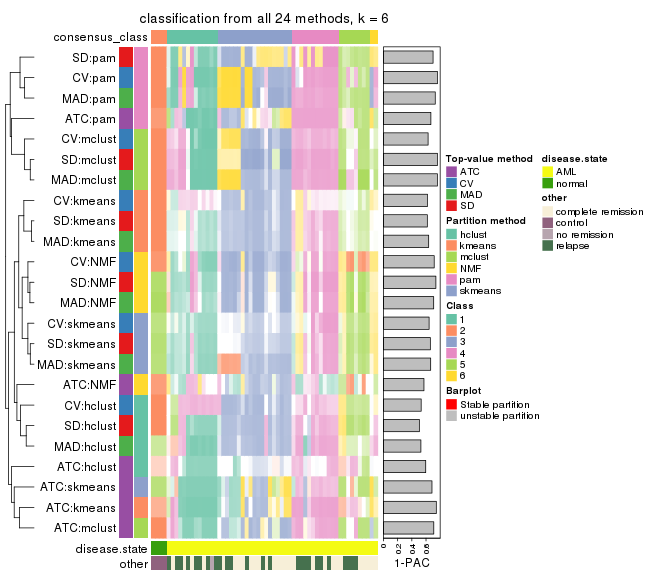 classification from all 24 methods, k = 6
consensus_class
SD:pam
CV:pam
MAD:pam
ATC:pam
CV:mclust
SD:mclust
MAD:mclust
CV:kmeans
SD:kmeans
MAD:kmeans
CV:NMF
SD:NMF
MAD:NMF
CV:skmeans
SD:skmeans
MAD:skmeans
ATC:NMF
CV:hclust
SD:hclust
MAD:hclust
ATC:hclust
ATC:skmeans
ATC:kmeans
ATC:mclust
disease.state
other
0
0.2
0.4
0.6
1-PAC
Top-value method
ATC
CV
MAD
SD
Partition method
hclust
kmeans
mclust
NMF
pam
skmeans
Class
1
2
3
4
5
6
Barplot
Stable partition
unstable partition
disease.state
AML
normal
other
complete remission
control
no remission
relapse